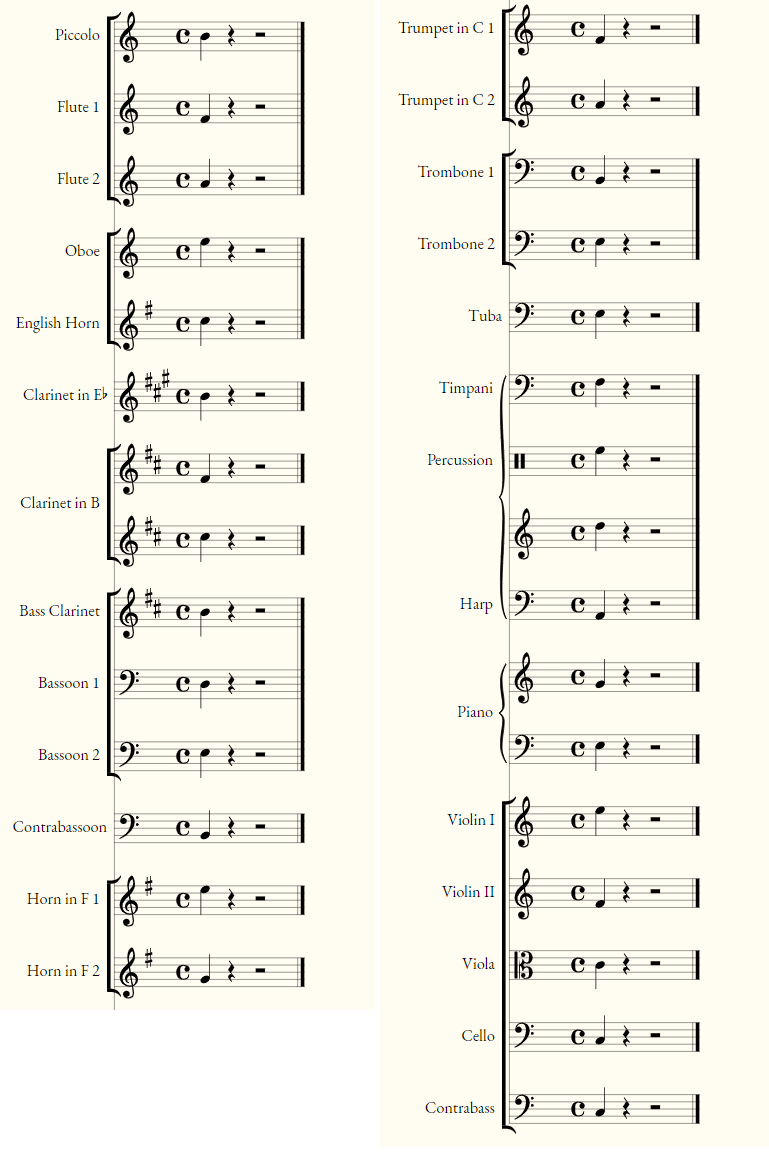 Piccolo
Flute 1
Flute 2
Oboe
English Horn
Clarinet in E♭
Clarinet in B
Bass Clarinet
Bassoon 1
Bassoon 2
Contrabassoon
Horn in F 1
Horn in F 2
Trumpet in C 1
Trumpet in C 2
Trombone 1
Trombone 2
Tuba
Timpani
Percussion
Harp
Piano
Violin I
Violin II
Viola
Cello
Contrabass